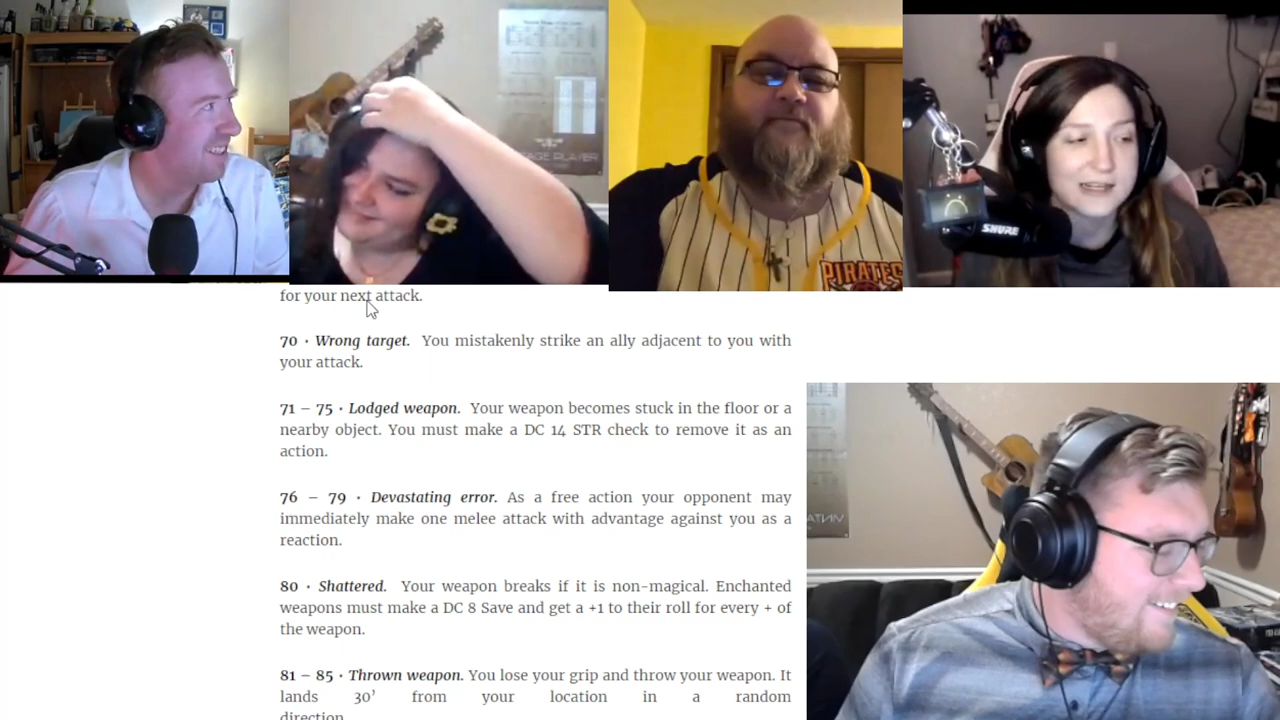 SHURE
PIRATES
for your next attack.
70 · Wrong target. You mistakenly strike an ally adjacent to you with
your attack.
71 – 75 · Lodged weapon. Your weapon becomes stuck in the floor or a
nearby object. You must make a DC 14 STR check to remove it as an
action.
76 – 79 · Devastating error. As a free action your opponent may
immediately make one melee attack with advantage against you as a
reaction.
80 · Shattered. Your weapon breaks if it is non-magical. Enchanted
weapons must make a DC 8 Save and get a +1 to their roll for every + of
the weapon.
81 – 85 · Thrown weapon. You lose your grip and throw your weapon. It
lands 30’ from your location in a random
direction.